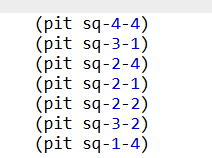 (pit sq-4-4)
(pit sq-3-1)
(pit sq-2-4)
(pit sq-2-1)
(pit sq-2-2)
(pit sq-3-2)
(pit sq-1-4)